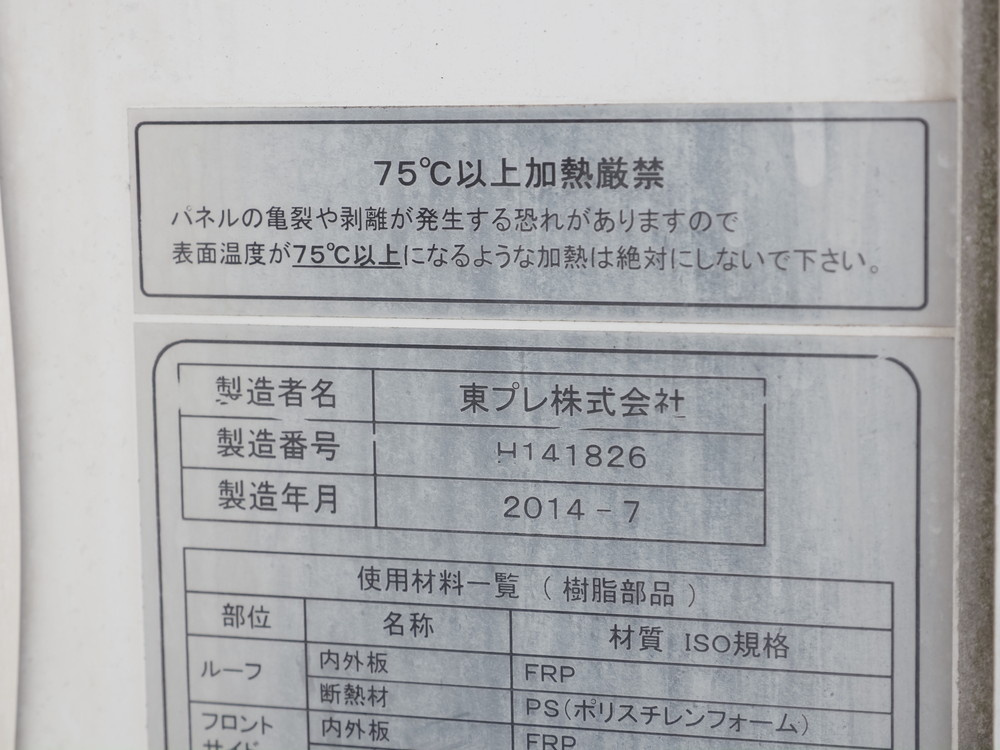 75℃以上加熱厳禁
パネルの亀裂や剥離が発生する恐れがありますので
表面温度が75℃以上になるような加熱は絶対にしないで下さい。
製造者名 東プレ株式会社
製造番号 H141826
製造年月 2014-7
使用材料一覧 (樹脂部品)
部位 名称 材質 ISO規格
ルーフ 内外板 FRP
断熱材 PS(ポリスチレンフォーム)
フロント 内外板 FRP
サイド